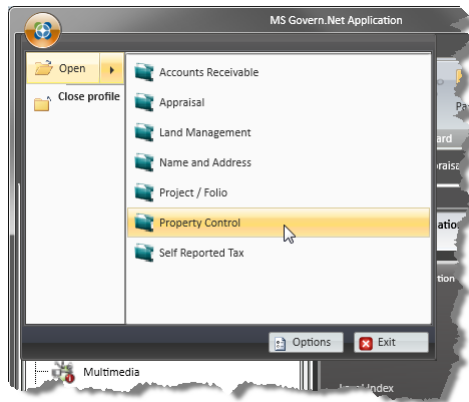 MS Govern.Net Application
Open
Close profile
Accounts Receivable
Appraisal
Land Management
Name and Address
Project / Folio
Property Control
Self Reported Tax
Options
Exit
Multimedia
Index